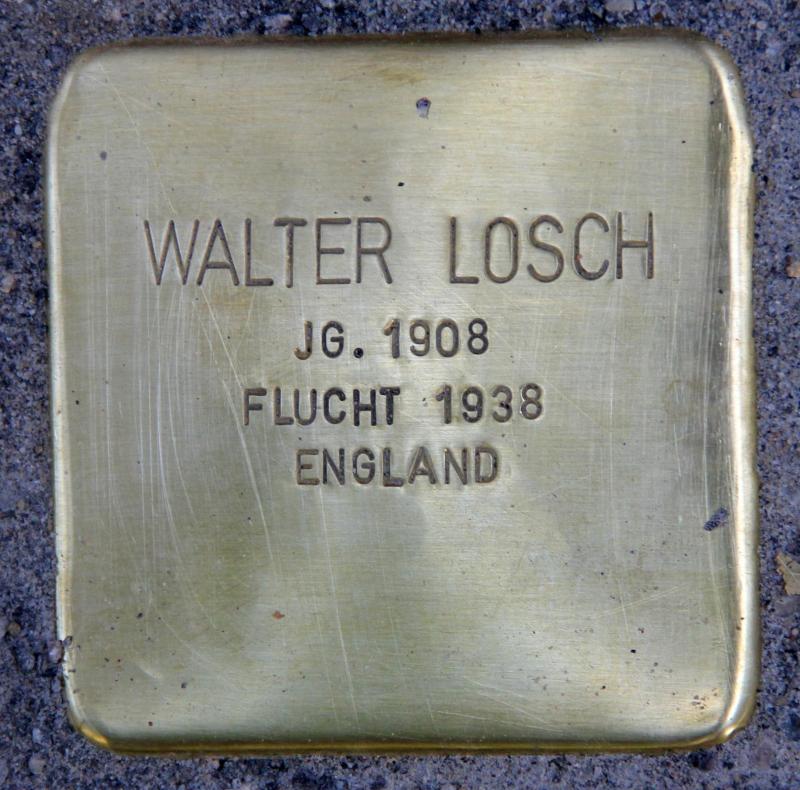 WALTER LOSCH
JG. 1908
FLUCHT 1938
ENGLAND